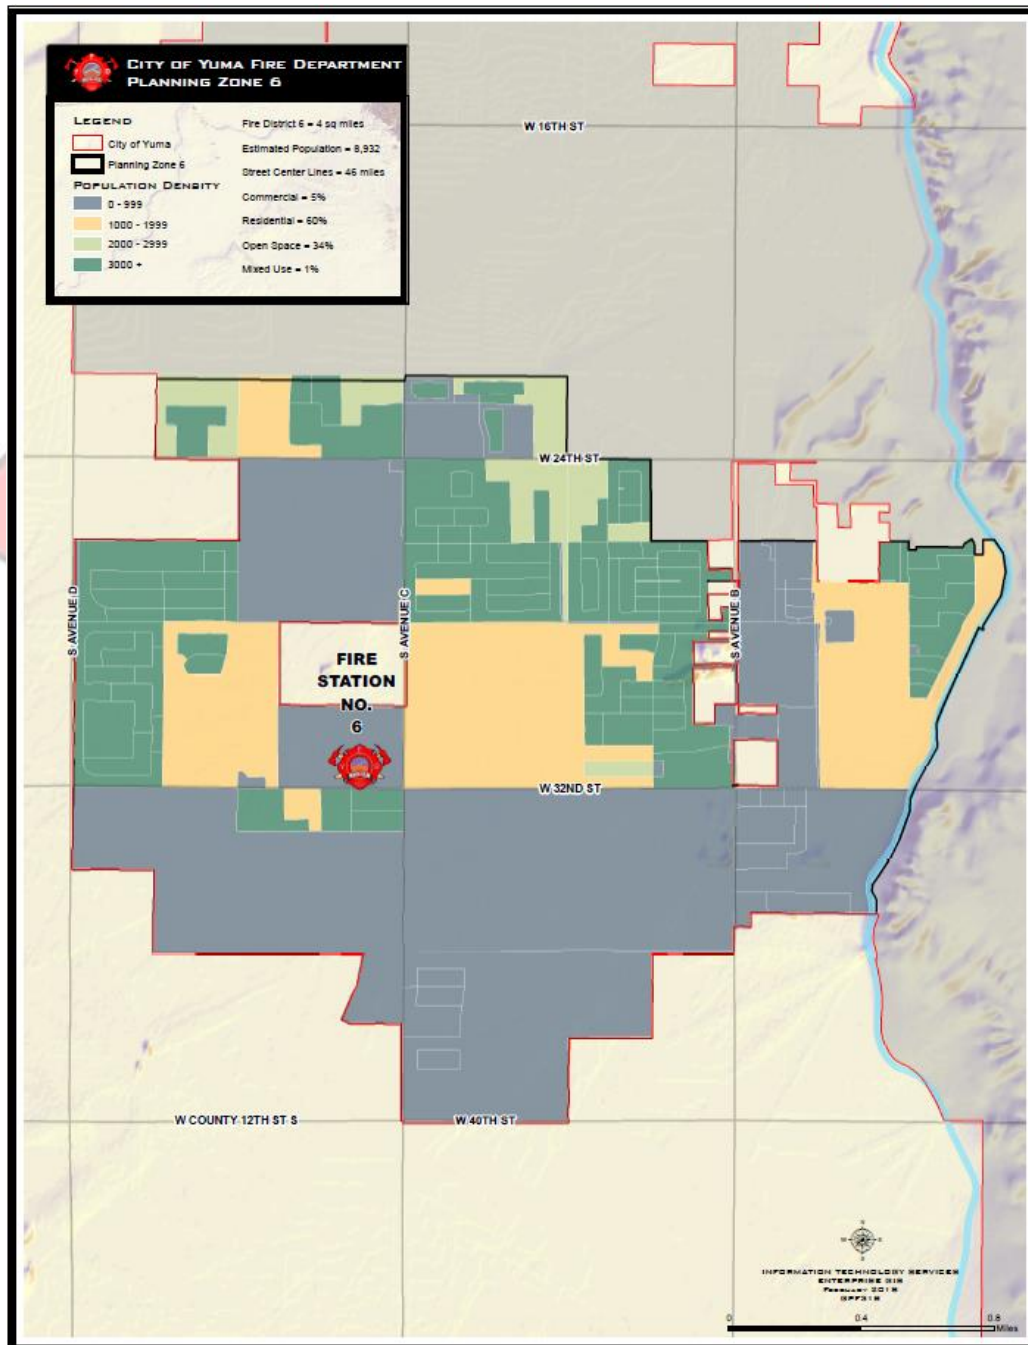 CITY OF YUMA FIRE DEPARTMENT
PLANNING ZONE 6
LEGEND
City of Yuma
Planning Zone 6
POPULATION DENSITY
0 - 999
1000 - 1999
2000 - 2999
3000 +
Fire District 6 = 4 sq miles
Estimated Population = 8,932
Street Center Lines = 46 miles
Commercial = 5%
Residential = 60%
Open Space = 34%
Mixed Use = 1%
W 16TH ST
W 24TH ST
S AVENUE D
S AVENUE C
S AVENUE B
FIRE
STATION
NO.
6
W 32ND ST
W COUNTY 12TH ST S
W 40TH ST
INFORMATION TECHNOLOGY SERVICES
ENTERPRISE GIS
0 0.4 0.8
Miles